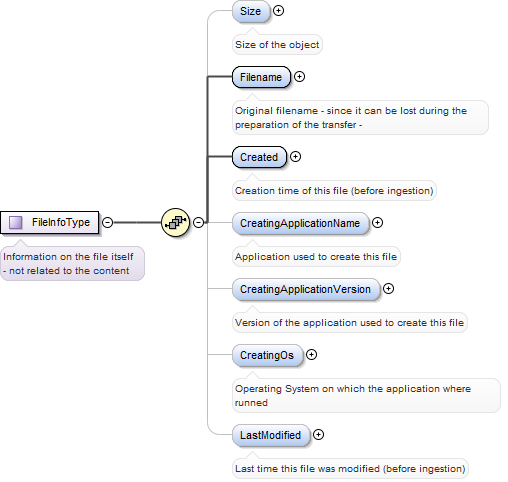 Size
Size of the object
Filename
Original filename - since it can be lost during the
preparation of the transfer -
Created
Creation time of this file (before ingestion)
FileInfoType
Information on the file itself
- not related to the content
CreatingApplicationName
Application used to create this file
CreatingApplicationVersion
Version of the application used to create this file
CreatingOs
Operating System on which the application where
runned
LastModified
Last time this file was modified (before ingestion)